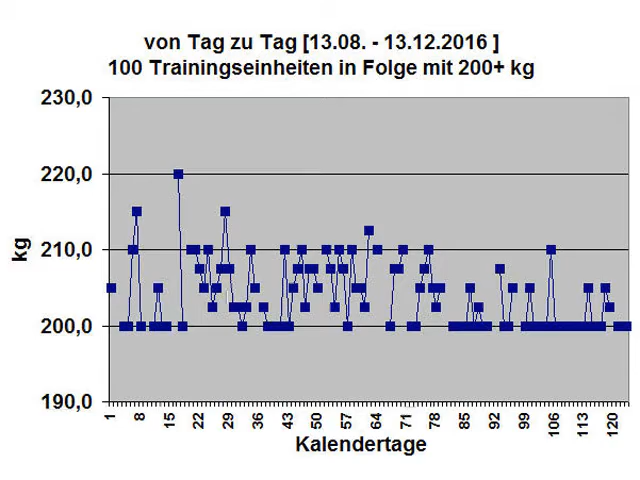 von Tag zu Tag [13.08. - 13.12.2016 ]
100 Trainingseinheiten in Folge mit 200+ kg
230,0
220,0
210,0
200,0
190,0
kg
1 8 15 22 29 36 43 50 57 64 71 78 85 92 99 106 113 120
Kalendertage